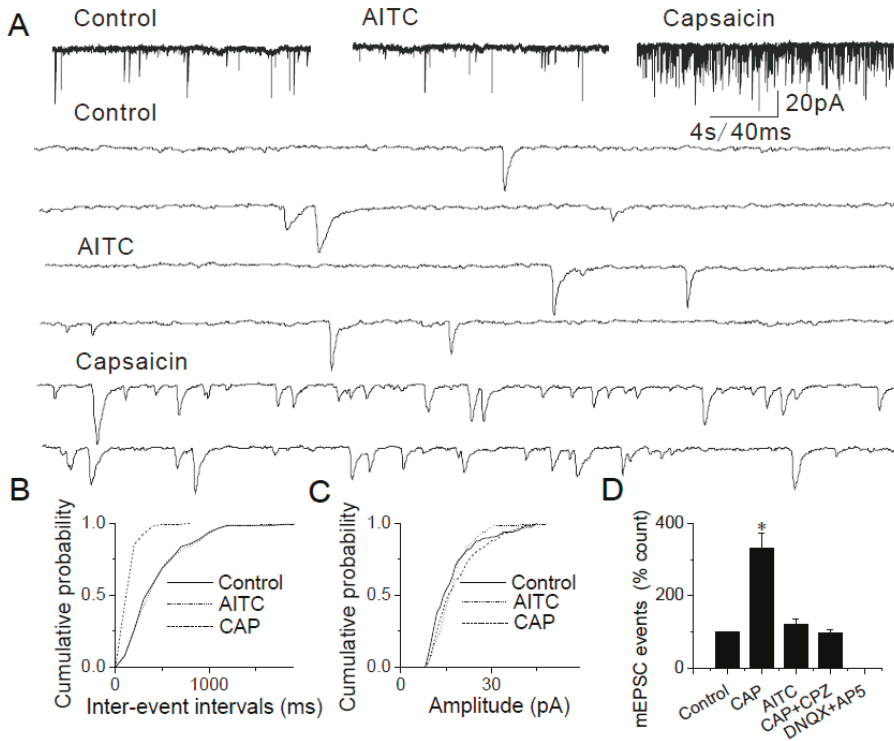 A
Control
AITC
Capsaicin
20pA
4s/40ms
Control
AITC
Capsaicin
B
Cumulative probability
1.0
0.5
0.0
Control
AITC
CAP
0
1000
Inter-event intervals (ms)
C
Cumulative probability
1.0
0.5
0.0
Control
AITC
CAP
30
Amplitude (pA)
D
mEPSC events (% count)
400
200
0
*
Control
CAP
AITC
CAP+CPZ
DNQX+AP5